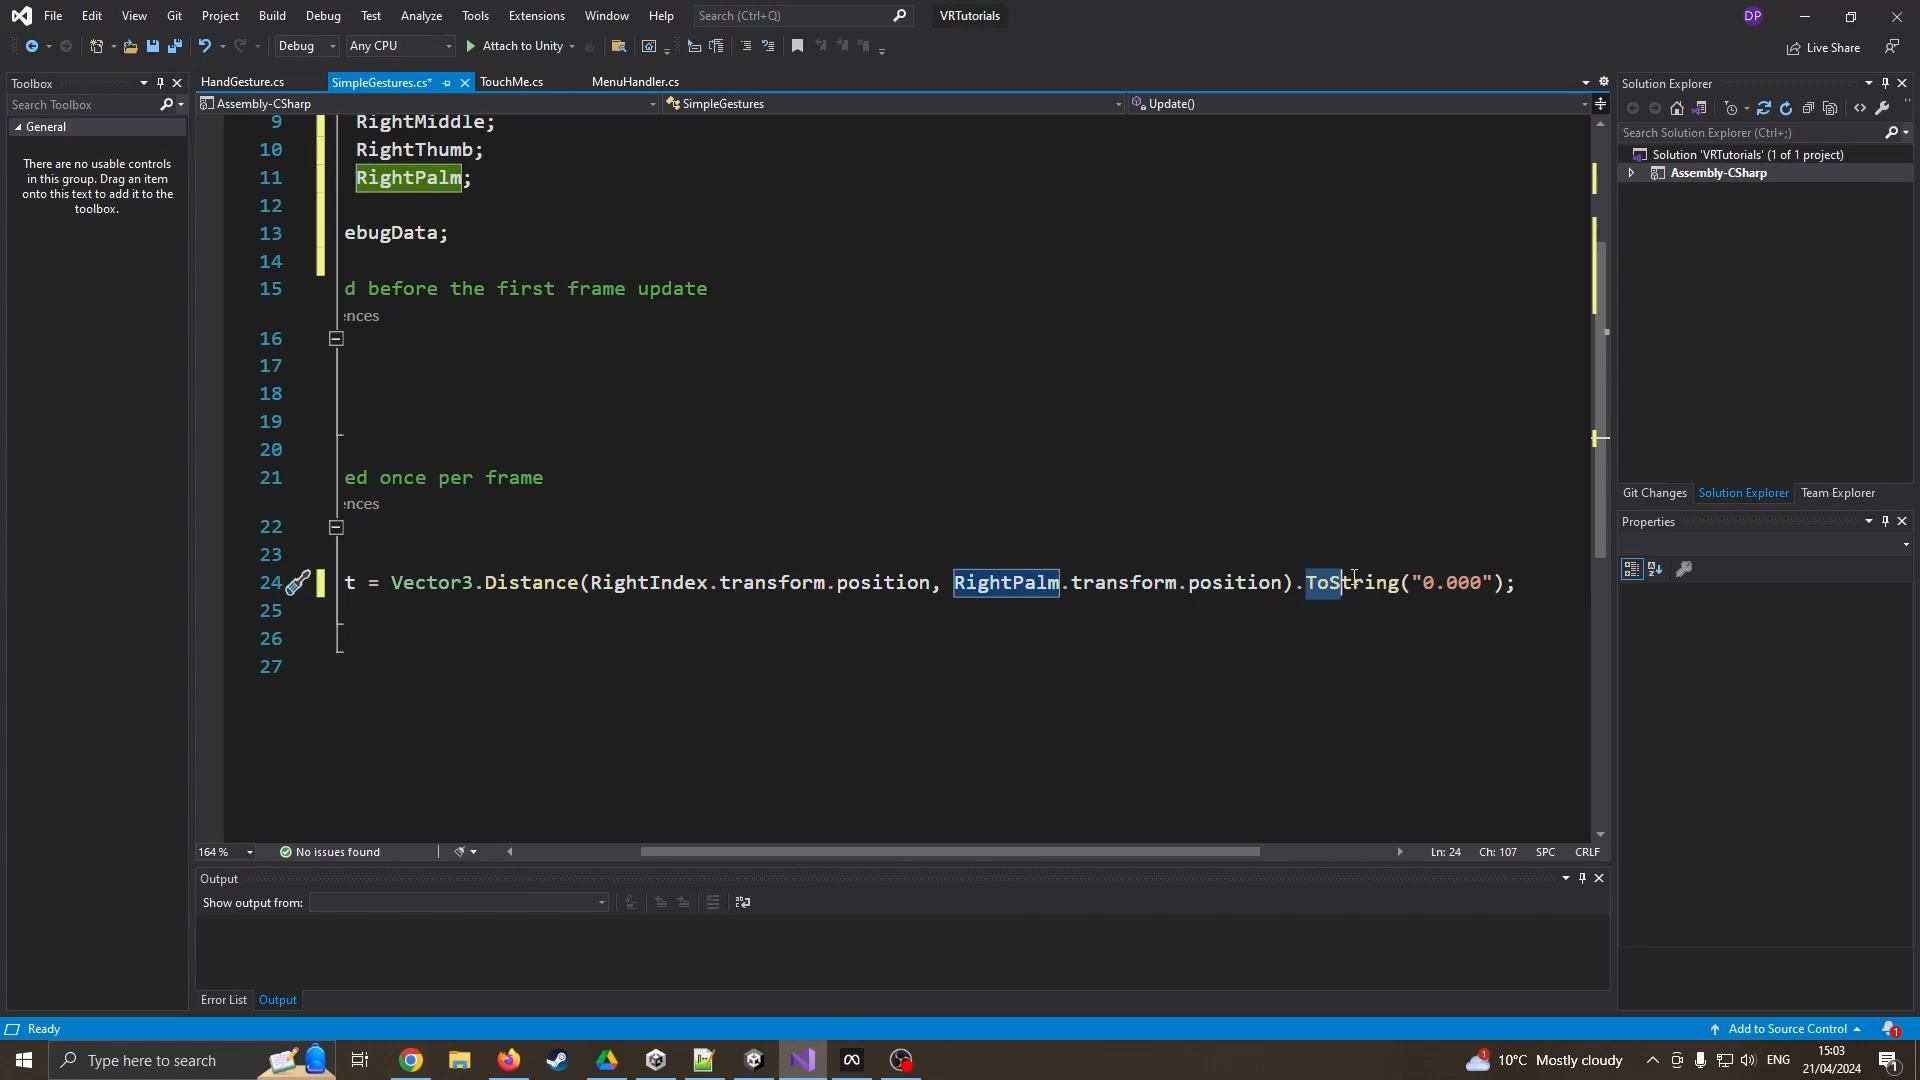 File Edit View Git Project Build Debug Test Analyze Tools Extensions Window Help Search (Ctrl+Q) VRTutorials DP
Debug Any CPU Attach to Unity Live Share
Toolbox
Search Toolbox
General
There are no usable controls
in this group. Drag an item
onto this text to add it to the
toolbox.
HandGesture.cs SimpleGestures.cs* TouchMe.cs MenuHandler.cs
Assembly-CSharp SimpleGestures Update()
9 RightMiddle;
10 RightThumb;
11 RightPalm;
12
13 ebugData;
14
15 d before the first frame update
ences
16
17
18
19
20
21 ed once per frame
ences
22
23
24 t = Vector3.Distance(RightIndex.transform.position, RightPalm.transform.position).ToString("0.000");
25
26
27
164 % No issues found Ln: 24 Ch: 107 SPC CRLF
Output
Show output from:
Error List Output
Solution Explorer
Search Solution Explorer (Ctrl+;)
Solution 'VRTutorials' (1 of 1 project)
Assembly-CSharp
Git Changes Solution Explorer Team Explorer
Properties
Ready Add to Source Control 1
Type here to search 1 10°C Mostly cloudy ENG 15:03
21/04/2024 1